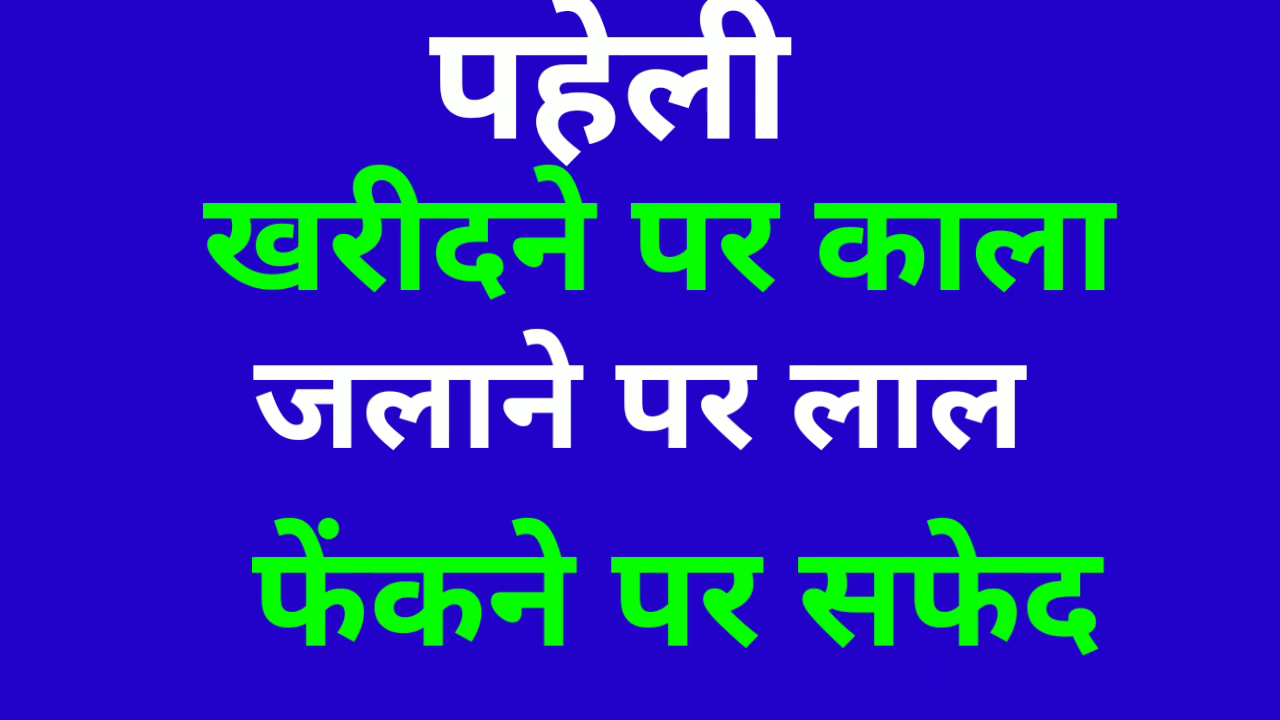 पहेली
खरीदने पर काला
जलाने पर लाल
फेंकने पर सफेद